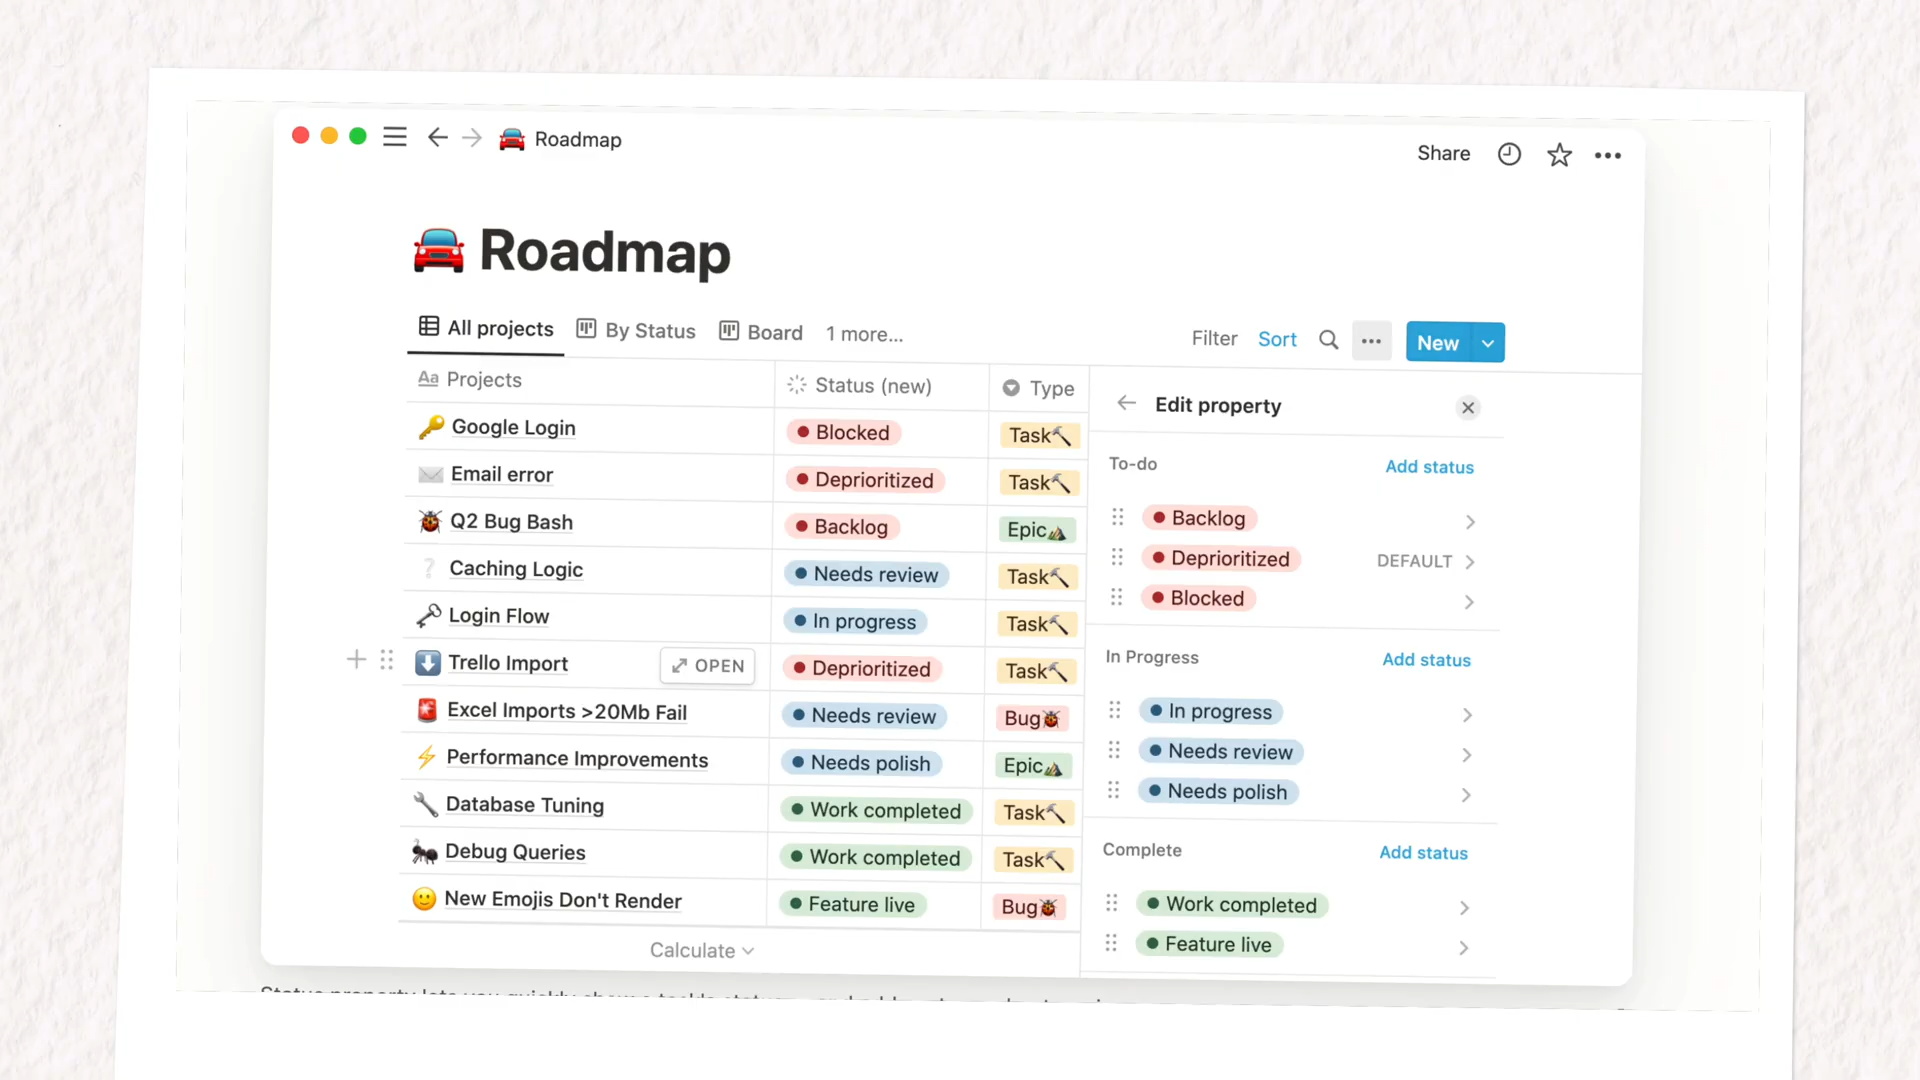 Roadmap
Share
Roadmap
All projects By Status Board 1 more...
Filter Sort New
Aa Projects Status (new) Type
Google Login Blocked Task
Email error Deprioritized Task
Q2 Bug Bash Backlog Epic
Caching Logic Needs review Task
Login Flow In progress Task
Trello Import OPEN Deprioritized Task
Excel Imports >20Mb Fail Needs review Bug
Performance Improvements Needs polish Epic
Database Tuning Work completed Task
Debug Queries Work completed Task
New Emojis Don't Render Feature live Bug
Calculate
Edit property
To-do Add status
Backlog
Deprioritized DEFAULT
Blocked
In Progress Add status
In progress
Needs review
Needs polish
Complete Add status
Work completed
Feature live